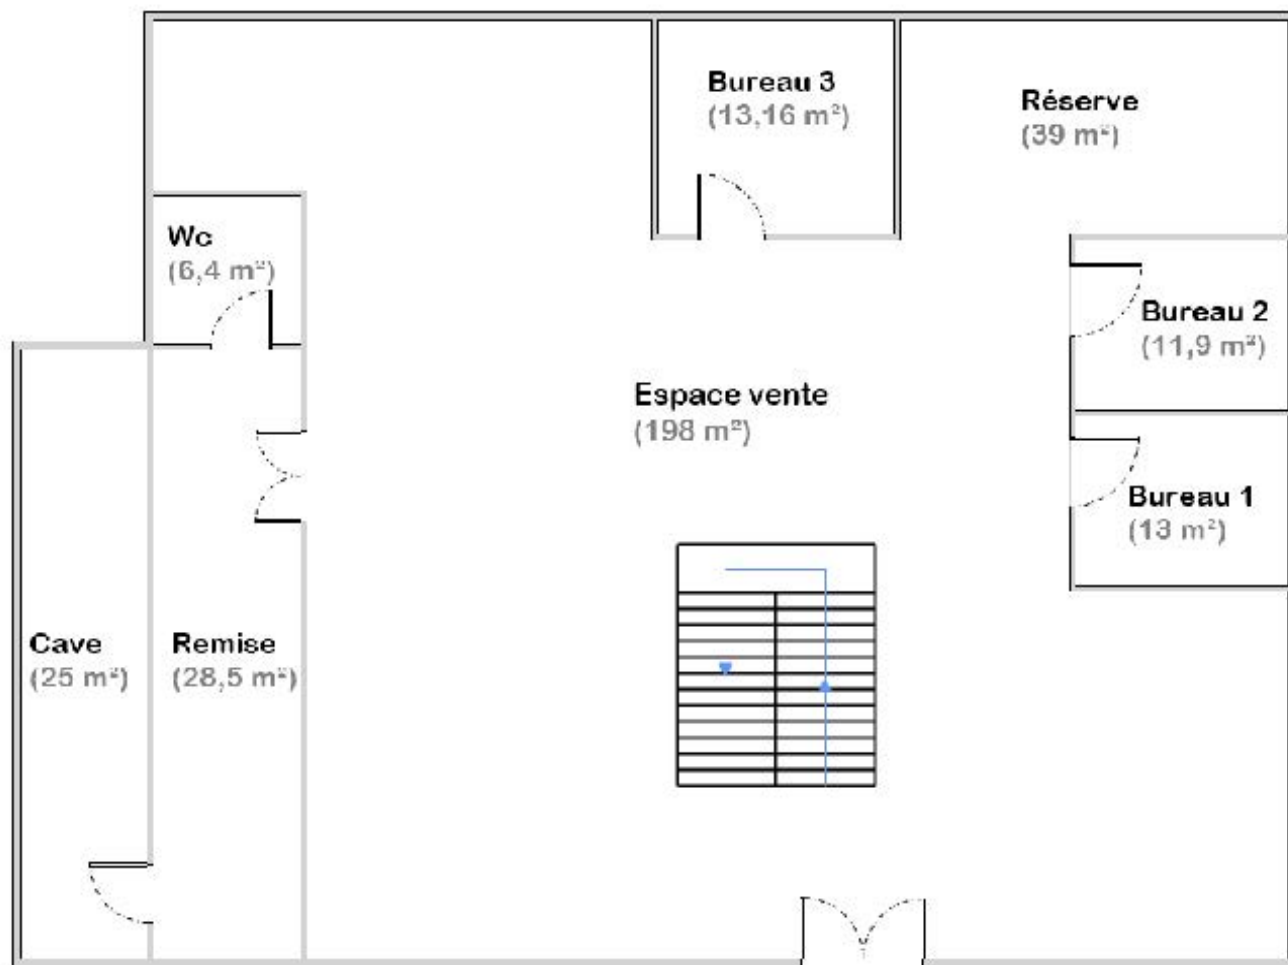 Bureau 3
(13,16 m²)
Réserve
(39 m²)
Wc
(6,4 m²)
Bureau 2
(11,9 m²)
Espace vente
(198 m²)
Bureau 1
(13 m²)
Cave
(25 m²)
Remise
(28,5 m²)